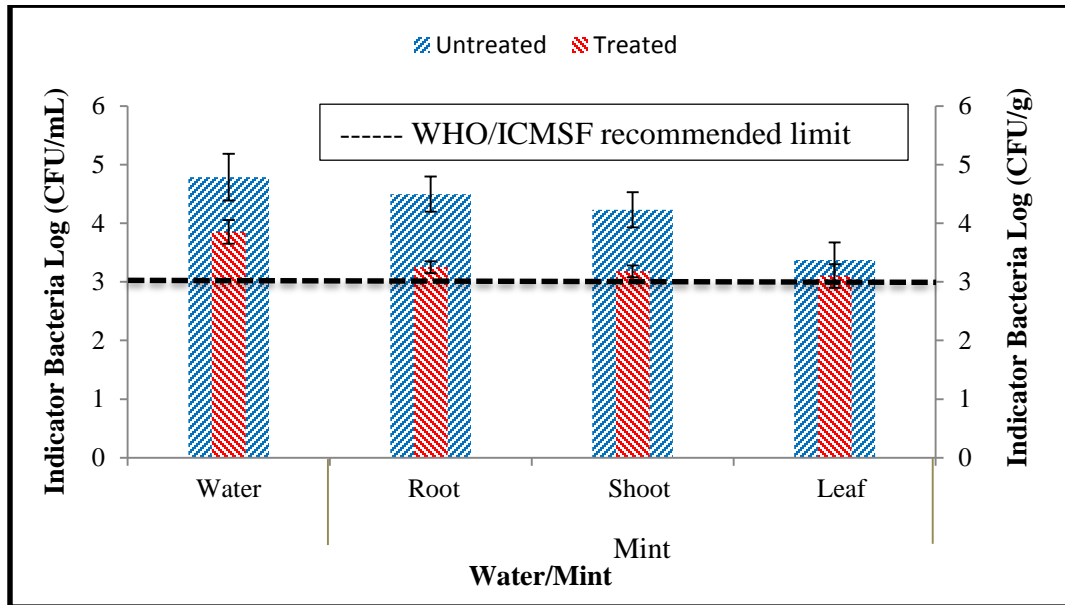 Untreated Treated
------ WHO/ICMSF recommended limit
Indicator Bacteria Log (CFU/mL)
6
5
4
3
2
1
0
6
5
4
3
2
1
0
Indicator Bacteria Log (CFU/g)
Water Root Shoot Leaf
Mint
Water/Mint